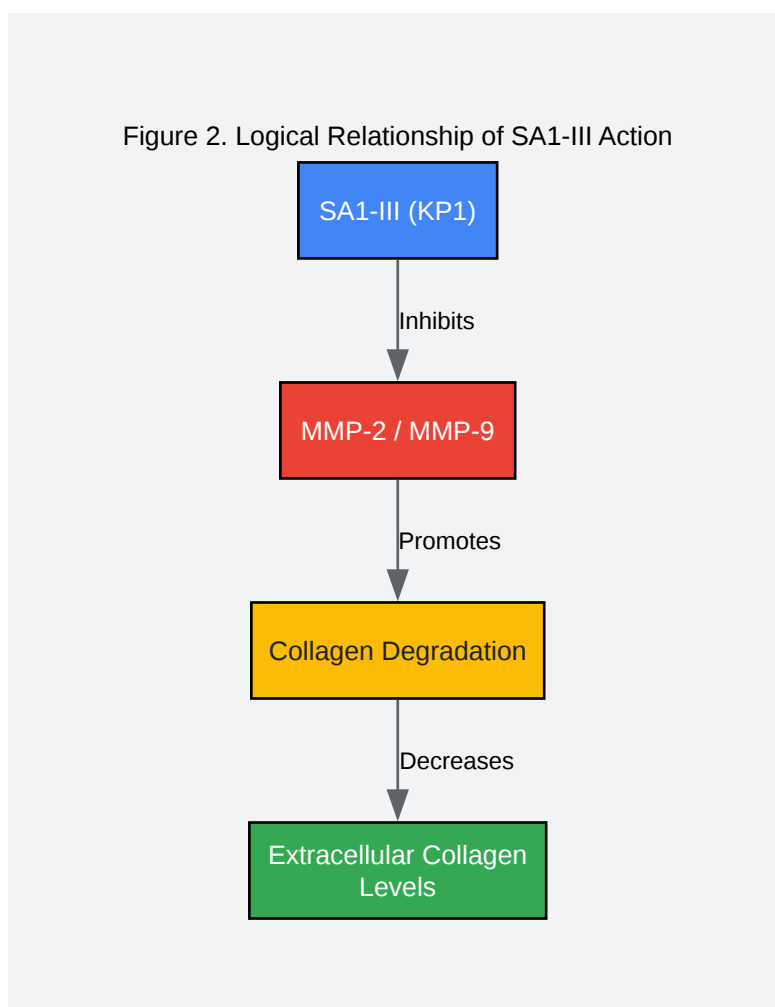 Figure 2. Logical Relationship of SA1-III Action
SA1-III (KP1)
Inhibits
MMP-2 / MMP-9
Promotes
Collagen Degradation
Decreases
Extracellular Collagen
Levels